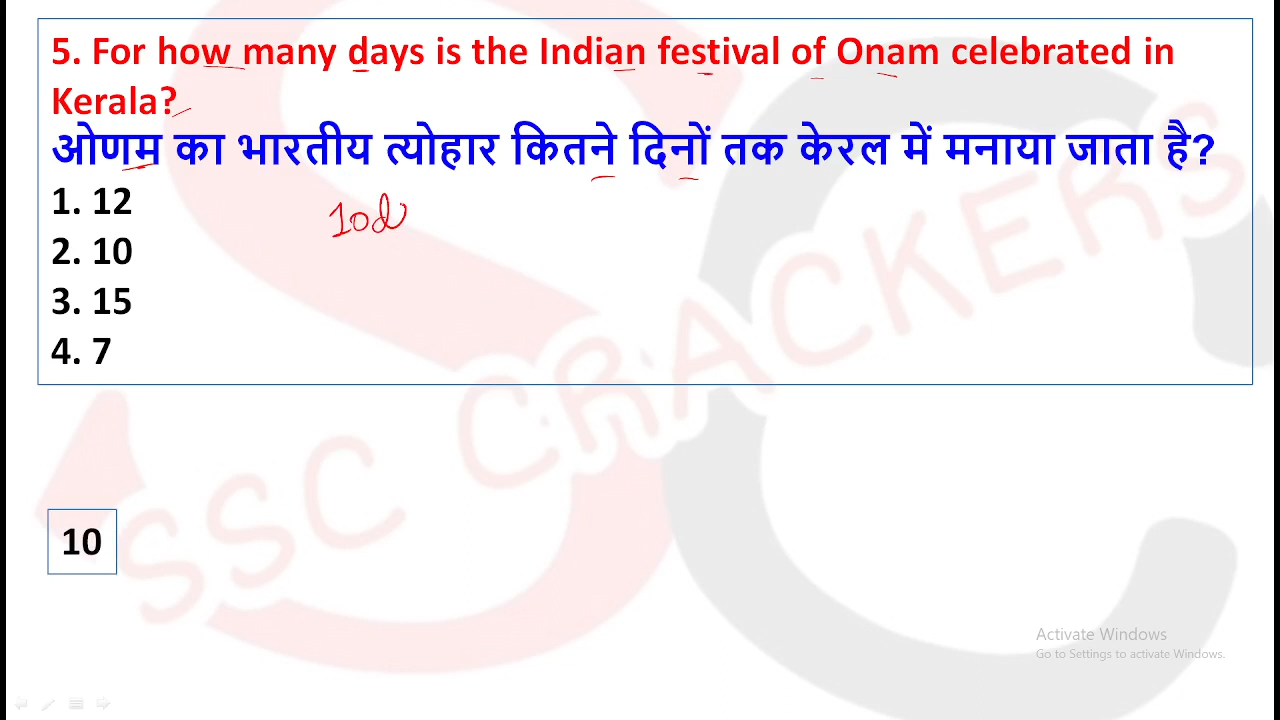 5. For how many days is the Indian festival of Onam celebrated in
Kerala?
ओणम का भारतीय त्योहार कितने दिनों तक केरल में मनाया जाता है?
1. 12
2. 10
3. 15
4. 7
10d
10
SSC CRACKERS
Activate Windows
Go to Settings to activate Windows.